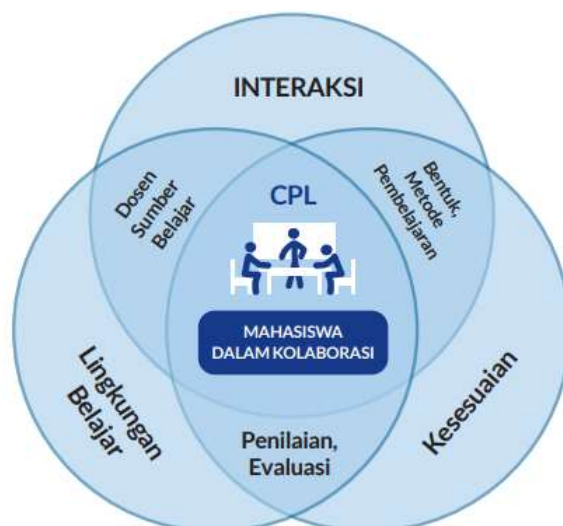 INTERAKSI
Dosen
Sumber
Belajar
Bentuk,
Metode
Pembelajaran
CPL
MAHASISWA
DALAM KOLABORASI
Lingkungan
Belajar
Kesesuaian
Penilaian,
Evaluasi